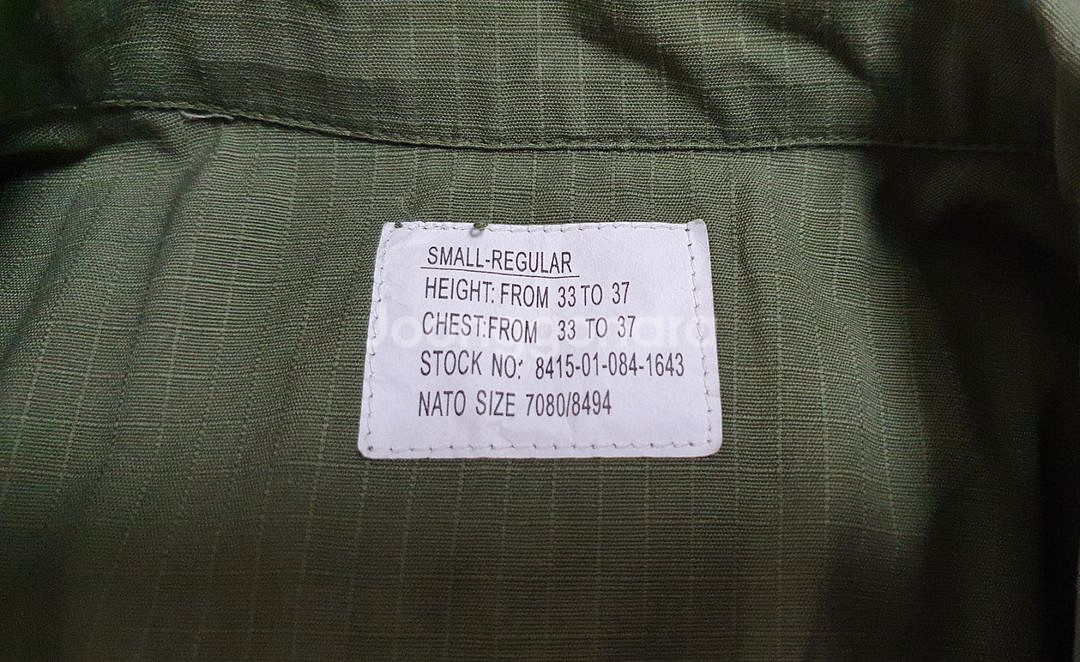 SMALL-REGULAR
HEIGHT: FROM 33 TO 37
CHEST:FROM 33 TO 37
STOCK NO: 8415-01-084-1643
NATO SIZE 7080/8494